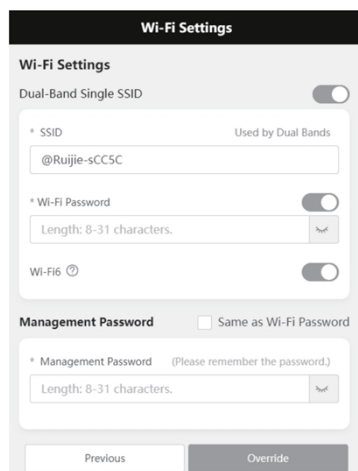 Wi-Fi Settings
Wi-Fi Settings
Dual-Band Single SSID
* SSID Used by Dual Bands
@Ruijie-sCC5C
* Wi-Fi Password
Length: 8-31 characters.
Wi-Fi6 ?
Management Password Same as Wi-Fi Password
* Management Password (Please remember the password.)
Length: 8-31 characters.
Previous Override